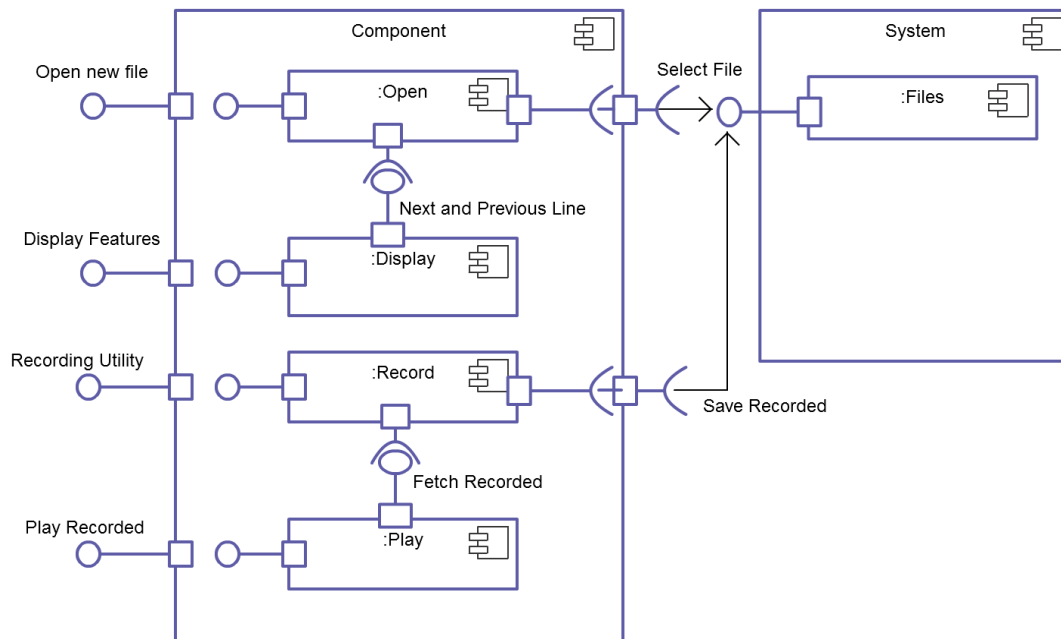 Component
System
Open new file
:Open
Select File
:Files
Next and Previous Line
Display Features
:Display
Recording Utility
:Record
Save Recorded
Fetch Recorded
Play Recorded
:Play